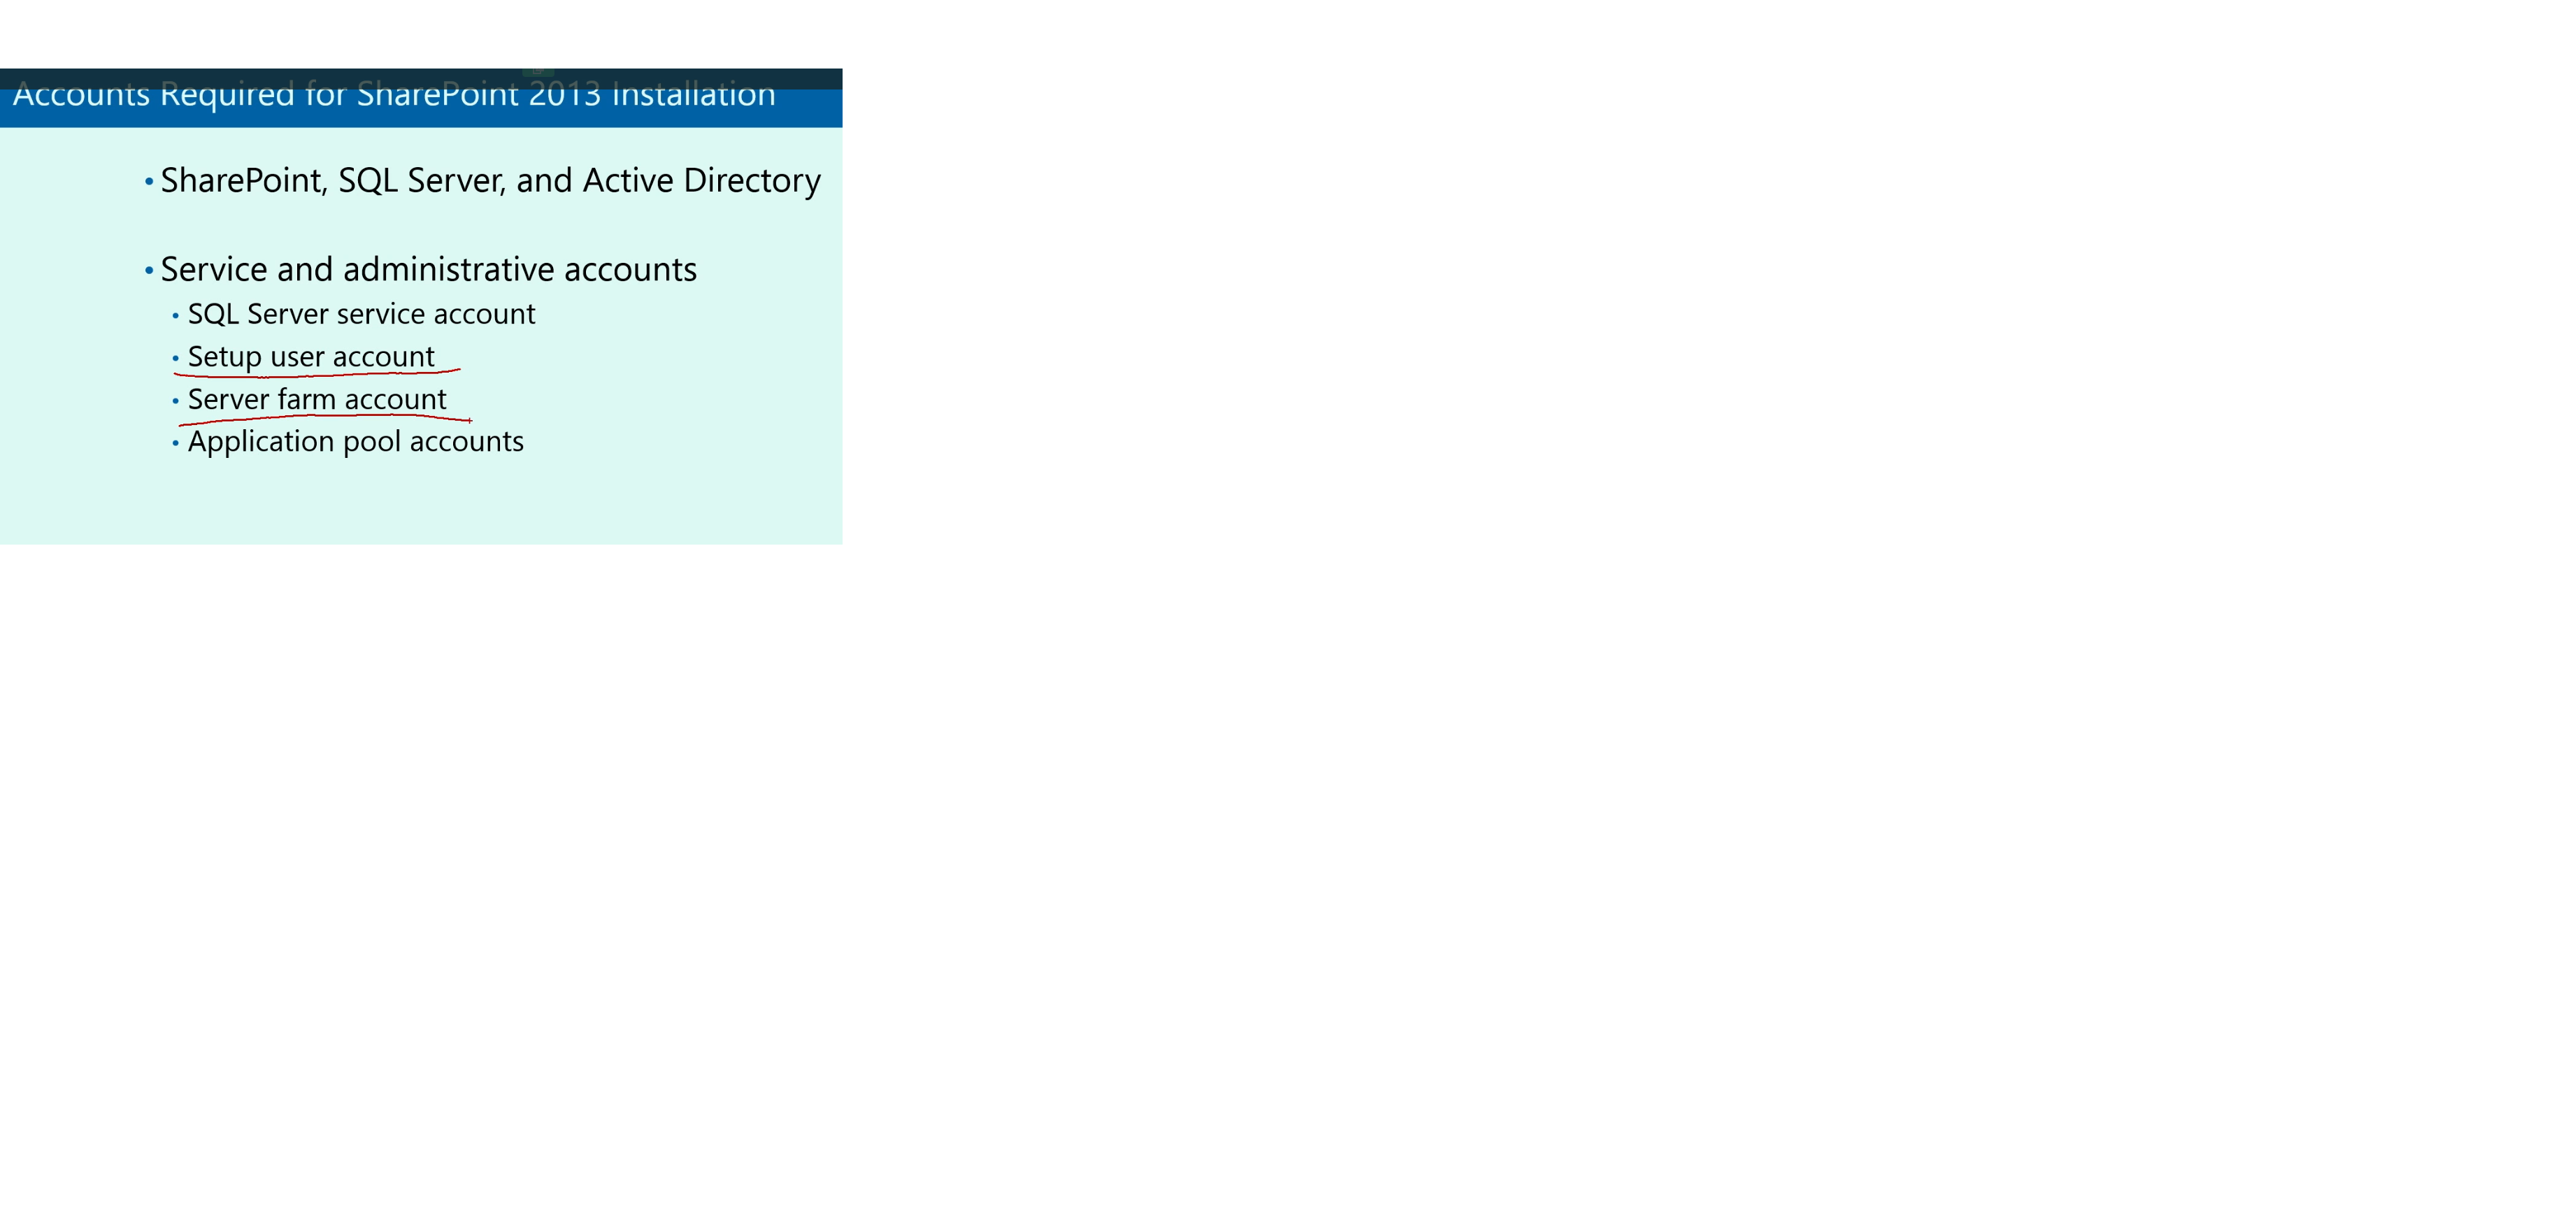 Accounts Required for SharePoint 2013 Installation
• SharePoint, SQL Server, and Active Directory
• Service and administrative accounts
• SQL Server service account
• Setup user account
• Server farm account
• Application pool accounts